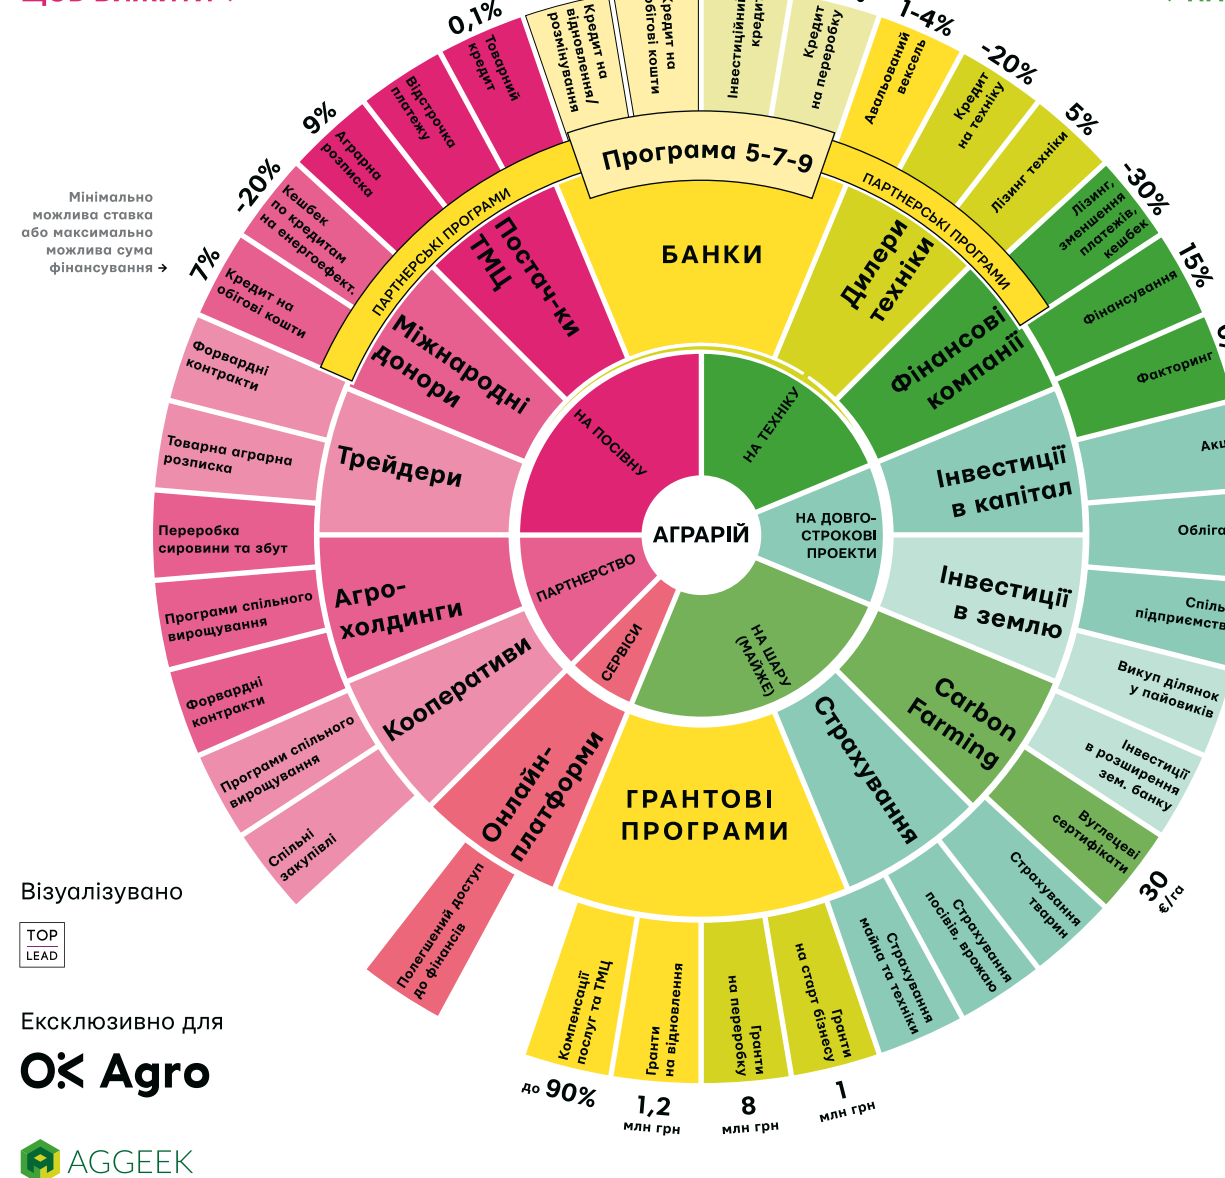 0,1%
1-4%
-20%
5%
-30%
15%
9%
-20%
7%
Мінімально
можлива ставка
або максимально
можлива сума
фінансування →
Товарний
кредит
Відстрочка
платежу
Аграрна
розписка
Кешбек
по кредитам
на енергоефект.
Кредит на
обігові кошти
Форвардні
контракти
Товарна аграрна
розписка
Переробка
сировини та збут
Програми спільного
вирощування
Форвардні
контракти
Програми спільного
вирощування
Спільні
закупівлі
Полегшений доступ
до фінансів
Кредит на
відновлення/
розмінування
Кредит на
обігові кошти
Інвестиційний
кредит
Кредит
на переробку
Авальований
вексель
Кредит
на техніку
Лізинг техніки
Лізинг,
зменшення
платежів,
кешбек
Фінансування
Факторинг
підприємст
Викуп ділянок
у пайовиків
Інвестиції
в розширення
зем. банку
Вуглецеві
сертифікати
30
€/га
Страхування
тварин
Страхування
посівів, врожаю
Страхування
майна та техніки
Гранти
на старт бізнесу
Гранти
на переробку
Гранти
на відновлення
Компенсації
послуг та ТМЦ
Програма 5-7-9
ПАРТНЕРСЬКІ ПРОГРАМИ
ПАРТНЕРСЬКІ ПРОГРАМИ
БАНКИ
Постач-ки
ТМЦ
Міжнародні
донори
Трейдери
Агро-
холдинги
Кооперативи
Онлайн-
платформи
ГРАНТОВІ
ПРОГРАМИ
Страхування
Carbon
Farming
Інвестиції
в землю
Інвестиції
в капітал
Фінансові
компанії
Дилери
техніки
НА ПОСІВНУ
НА ТЕХНІКУ
НА ДОВГО-
СТРОКОВІ
ПРОЕКТИ
НА ШАРУ
(МАЙЖЕ)
СЕРВІСИ
ПАРТНЕРСТВО
АГРАРІЙ
до 90%
1,2
млн грн
8
млн грн
1
млн грн
Візуалізувано
TOP
LEAD
Ексклюзивно для
OK Agro
AGGEEK